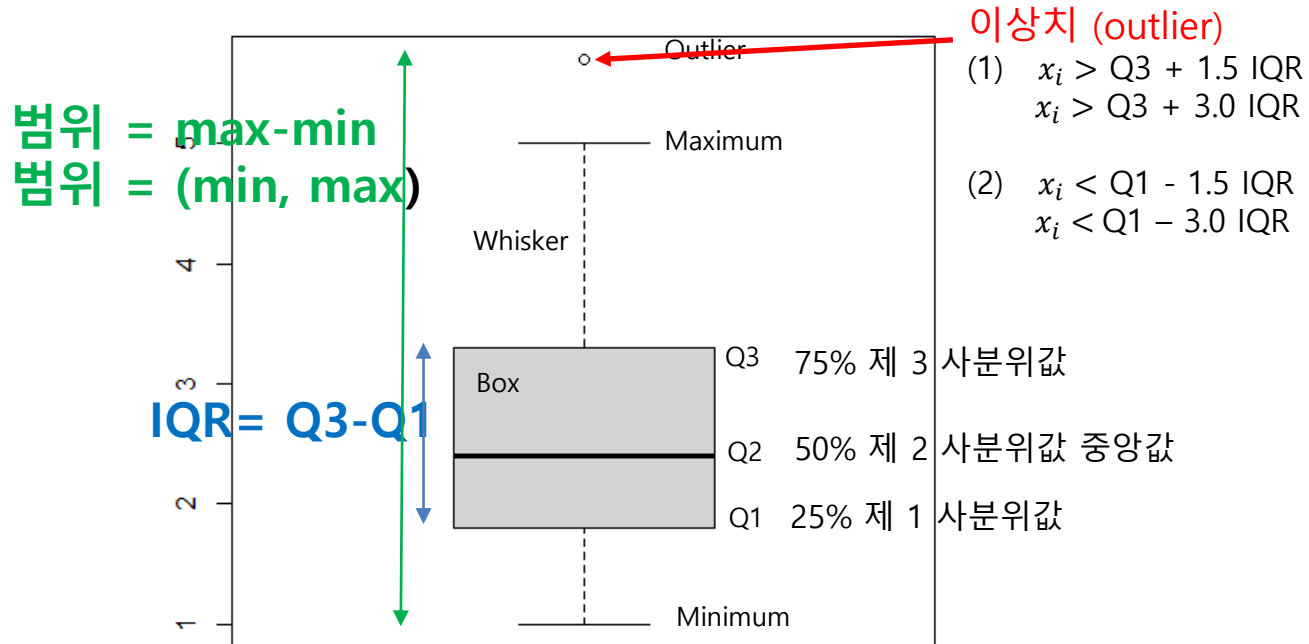 이상치 (outlier)
(1) 𝑥ᵢ > Q3 + 1.5 IQR
𝑥ᵢ > Q3 + 3.0 IQR
(2) 𝑥ᵢ < Q1 - 1.5 IQR
𝑥ᵢ < Q1 – 3.0 IQR
Outlier
범위 = max-min
범위 = (min, max)
5
Maximum
Whisker
4
Q3 75% 제 3 사분위값
Box
3
IQR= Q3-Q1
Q2 50% 제 2 사분위값 중앙값
2
Q1 25% 제 1 사분위값
Minimum
1